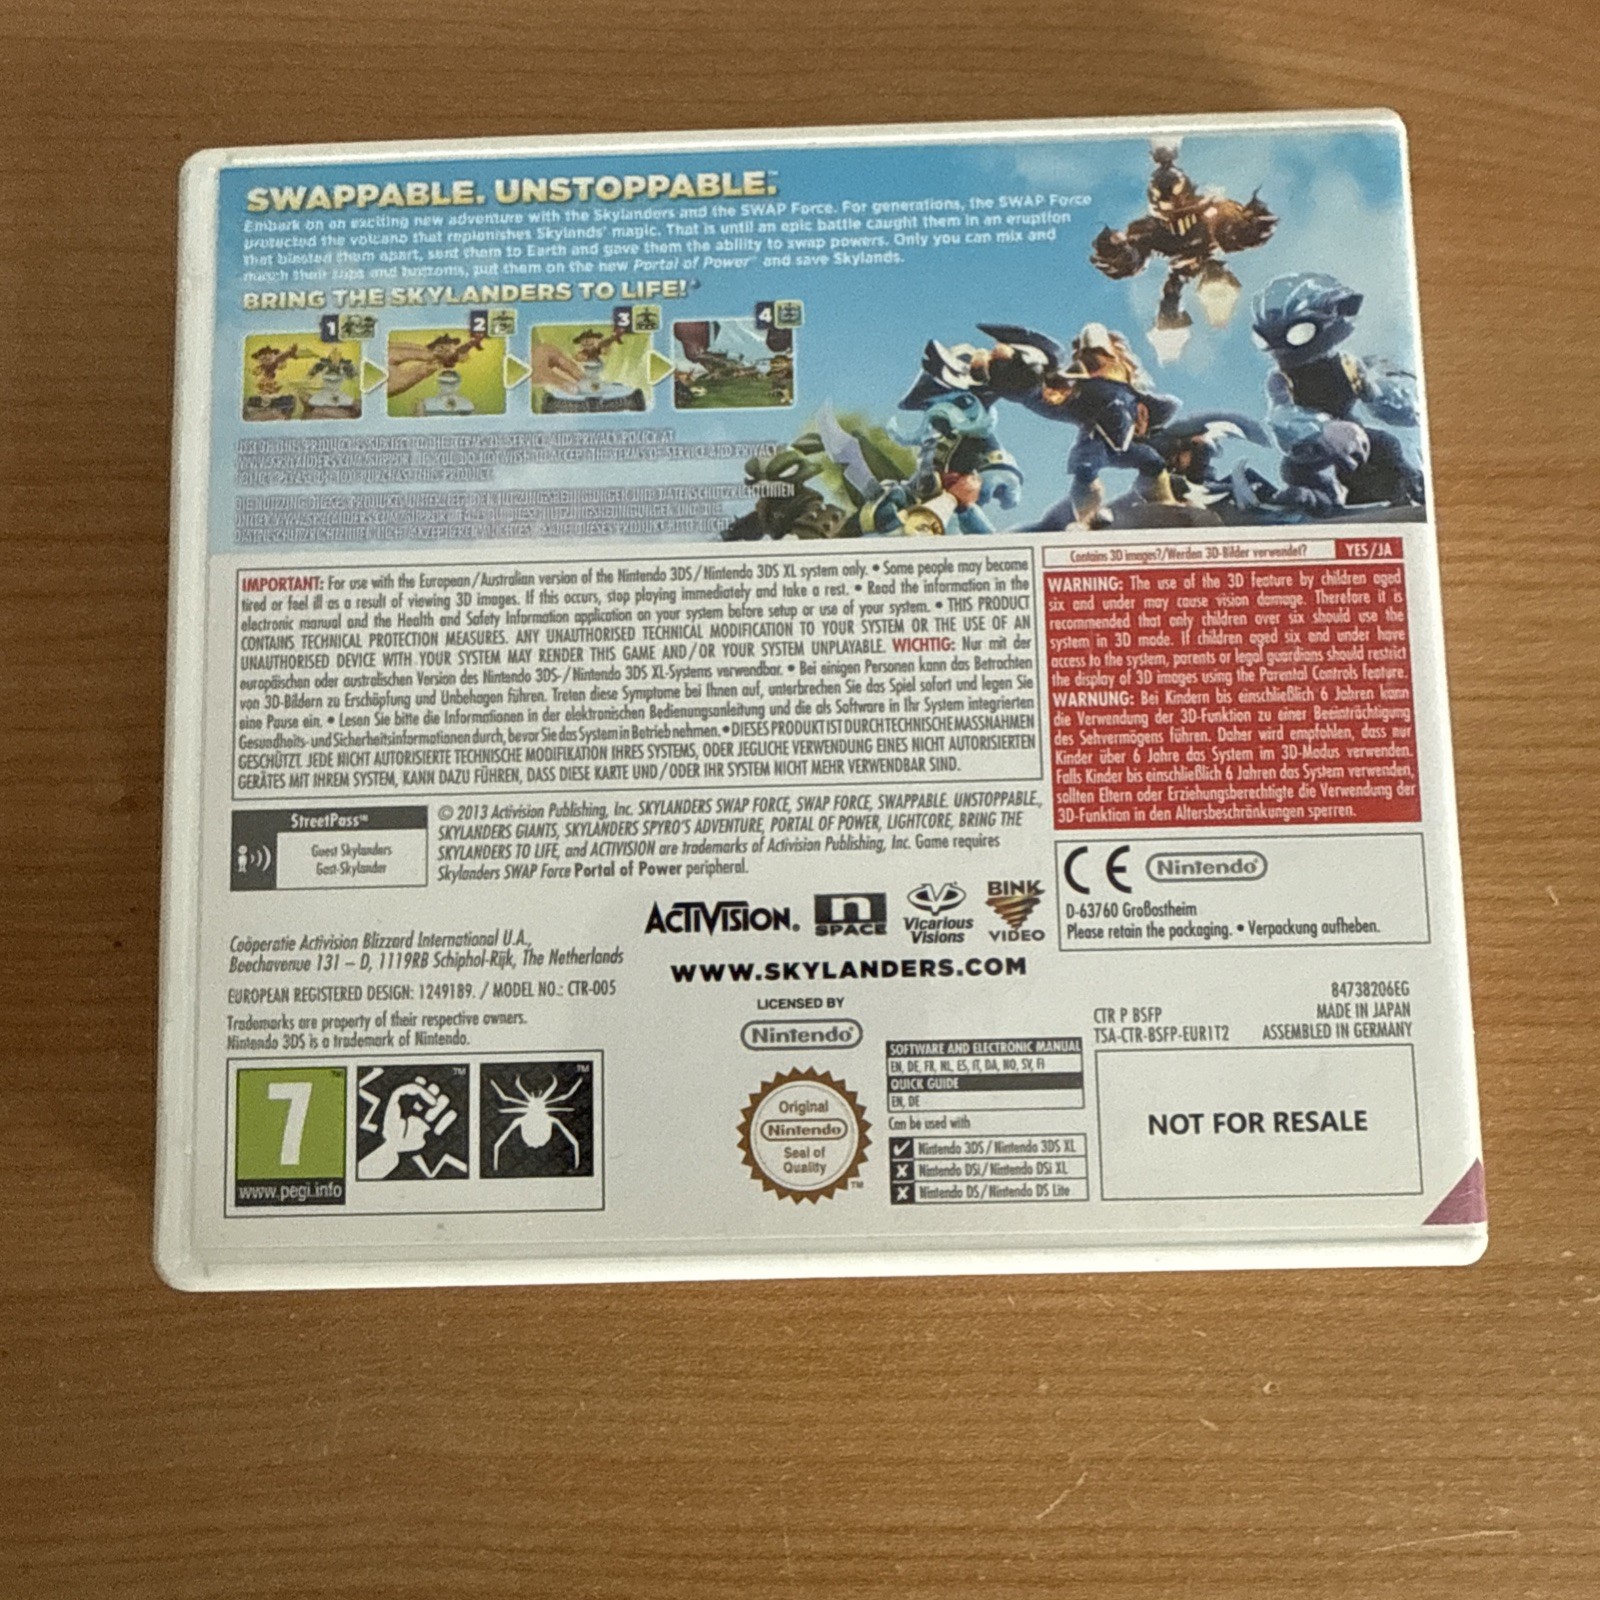 SWAPPABLE. UNSTOPPABLE.™
Embark on an exciting new adventure with the Skylanders and the SWAP Force. For generations, the SWAP Force
protected the volcano that replenishes Skylands' magic. That is until an epic battle caught them in an eruption
that blasted them apart, sent them to Earth and gave them the ability to swap powers. Only you can mix and
match their tops and bottoms, put them on the new Portal of Power™ and save Skylands.
BRING THE SKYLANDERS TO LIFE!
1 2 3 4
USE OF THIS PRODUCT IS SUBJECT TO THE TERMS OF SERVICE AND PRIVACY POLICY AT
IMPORTANT: For use with the European/Australian version of the Nintendo 3DS/Nintendo 3DS XL system only. • Some people may become
tired or feel ill as a result of viewing 3D images. If this occurs, stop playing immediately and take a rest. • Read the information in the
electronic manual and the Health and Safety Information application on your system before setup or use of your system. • THIS PRODUCT
CONTAINS TECHNICAL PROTECTION MEASURES. ANY UNAUTHORISED TECHNICAL MODIFICATION TO YOUR SYSTEM OR THE USE OF AN
UNAUTHORISED DEVICE WITH YOUR SYSTEM MAY RENDER THIS GAME AND/OR YOUR SYSTEM UNPLAYABLE. WICHTIG: Nur mit der
europäischen oder australischen Version des Nintendo 3DS-/Nintendo 3DS XL-Systems verwendbar. • Bei einigen Personen kann das Betrachten
von 3D-Bildern zu Erschöpfung und Unbehagen führen. Treten diese Symptome bei Ihnen auf, unterbrechen Sie das Spiel sofort und legen Sie
eine Pause ein. • Lesen Sie bitte die Informationen in der elektronischen Bedienungsanleitung und die als Software in Ihr System integrierten
Gesundheits- und Sicherheitsinformationen durch, bevor Sie das System in Betrieb nehmen. • DIESES PRODUKT IST DURCH TECHNISCHE MASSNAHMEN
GESCHÜTZT. JEDE NICHT AUTORISIERTE TECHNISCHE MODIFIKATION IHRES SYSTEMS, ODER JEGLICHE VERWENDUNG EINES NICHT AUTORISIERTEN
GERÄTES MIT IHREM SYSTEM, KANN DAZU FÜHREN, DASS DIESE KARTE UND/ODER IHR SYSTEM NICHT MEHR VERWENDBAR SIND.
Contains 3D images?/Werden 3D-Bilder verwendet? YES/JA
WARNING: The use of the 3D feature by children aged
six and under may cause vision damage. Therefore it is
recommended that only children over six should use the
system in 3D mode. If children aged six and under have
access to the system, parents or legal guardians should restrict
the display of 3D images using the Parental Controls feature.
WARNUNG: Bei Kindern bis einschließlich 6 Jahren kann
die Verwendung der 3D-Funktion zu einer Beeinträchtigung
des Sehvermögens führen. Daher wird empfohlen, dass nur
Kinder über 6 Jahre das System im 3D-Modus verwenden.
Falls Kinder bis einschließlich 6 Jahren das System verwenden,
sollten Eltern oder Erziehungsberechtigte die Verwendung der
3D-Funktion in den Altersbeschränkungen sperren.
StreetPass™
Guest Skylanders
Gast-Skylander
© 2013 Activision Publishing, Inc. SKYLANDERS SWAP FORCE, SWAP FORCE, SWAPPABLE. UNSTOPPABLE.,
SKYLANDERS GIANTS, SKYLANDERS SPYRO'S ADVENTURE, PORTAL OF POWER, LIGHTCORE, BRING THE
SKYLANDERS TO LIFE, and ACTIVISION are trademarks of Activision Publishing, Inc. Game requires
Skylanders SWAP Force Portal of Power peripheral.
CE Nintendo®
D-63760 Großostheim
Please retain the packaging. • Verpackung aufheben.
ACTIVISION. n SPACE Vicarious Visions BINK VIDEO
Coöperatie Activision Blizzard International U.A.,
Beechavenue 131 – D, 1119RB Schiphol-Rijk, The Netherlands
WWW.SKYLANDERS.COM
EUROPEAN REGISTERED DESIGN: 1249189. / MODEL NO.: CTR-005
Trademarks are property of their respective owners.
Nintendo 3DS is a trademark of Nintendo.
LICENSED BY
Nintendo®
CTR P BSFP
TSA-CTR-BSFP-EUR1T2
84738206EG
MADE IN JAPAN
ASSEMBLED IN GERMANY
7 ™
www.pegi.info
™
™
Original
Nintendo
Seal of
Quality
™
SOFTWARE AND ELECTRONIC MANUAL
EN, DE, FR, NL, ES, IT, DA, NO, SV, FI
QUICK GUIDE
EN, DE
Can be used with
Nintendo 3DS/Nintendo 3DS XL
Nintendo DSi/Nintendo DSi XL
Nintendo DS/Nintendo DS Lite
NOT FOR RESALE